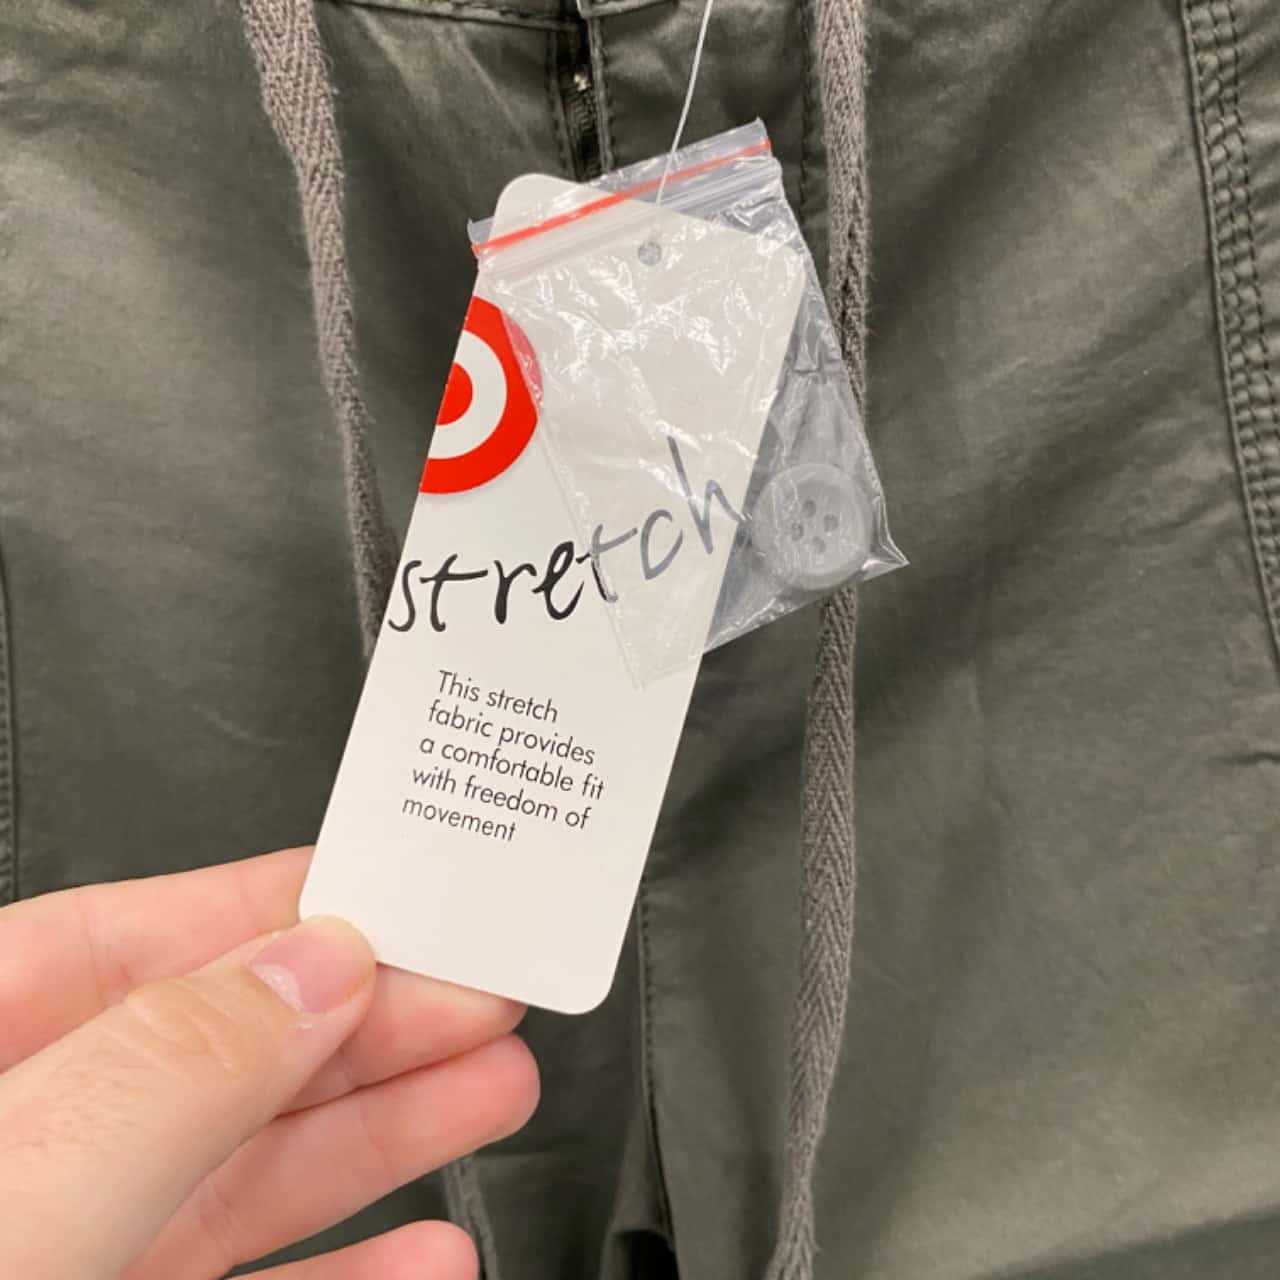 stretch
This stretch
fabric provides
a comfortable fit
with freedom of
movement